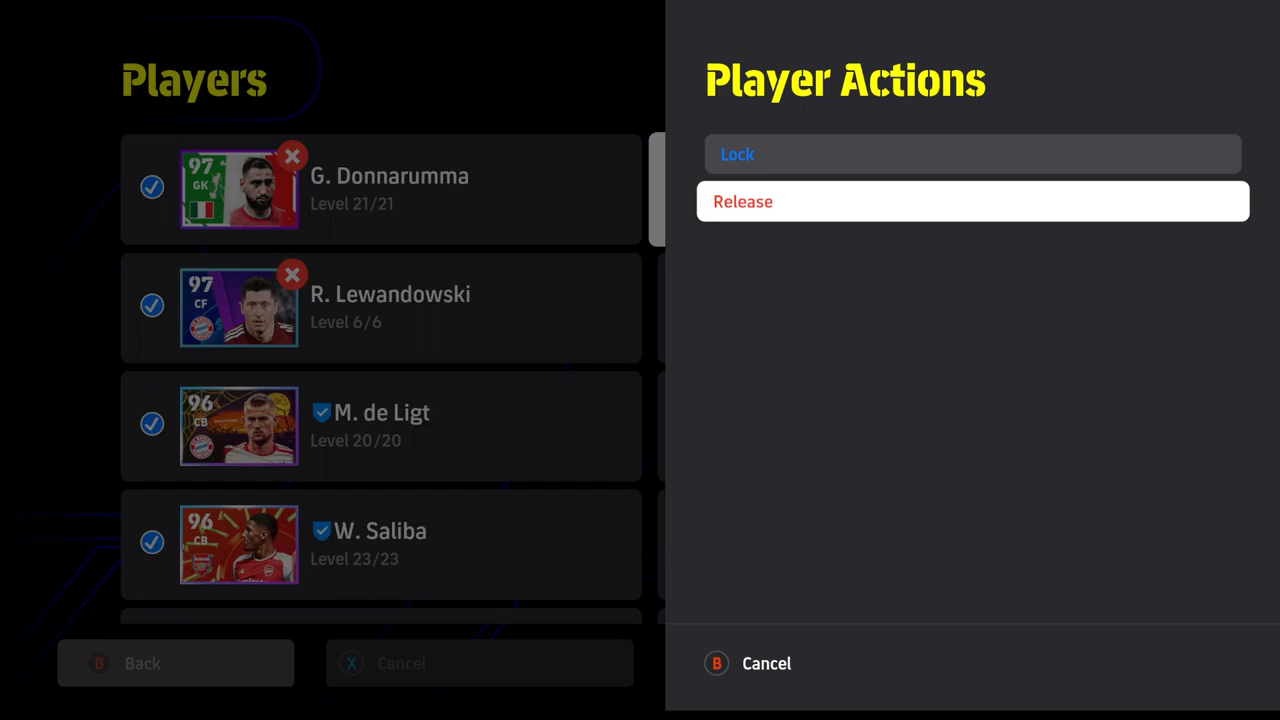 Players
97
GK
G. Donnarumma
Level 21/21
97
CF
R. Lewandowski
Level 6/6
96
CB
M. de Ligt
Level 20/20
96
CB
W. Saliba
Level 23/23
B Back
X Cancel
Player Actions
Lock
Release
B Cancel